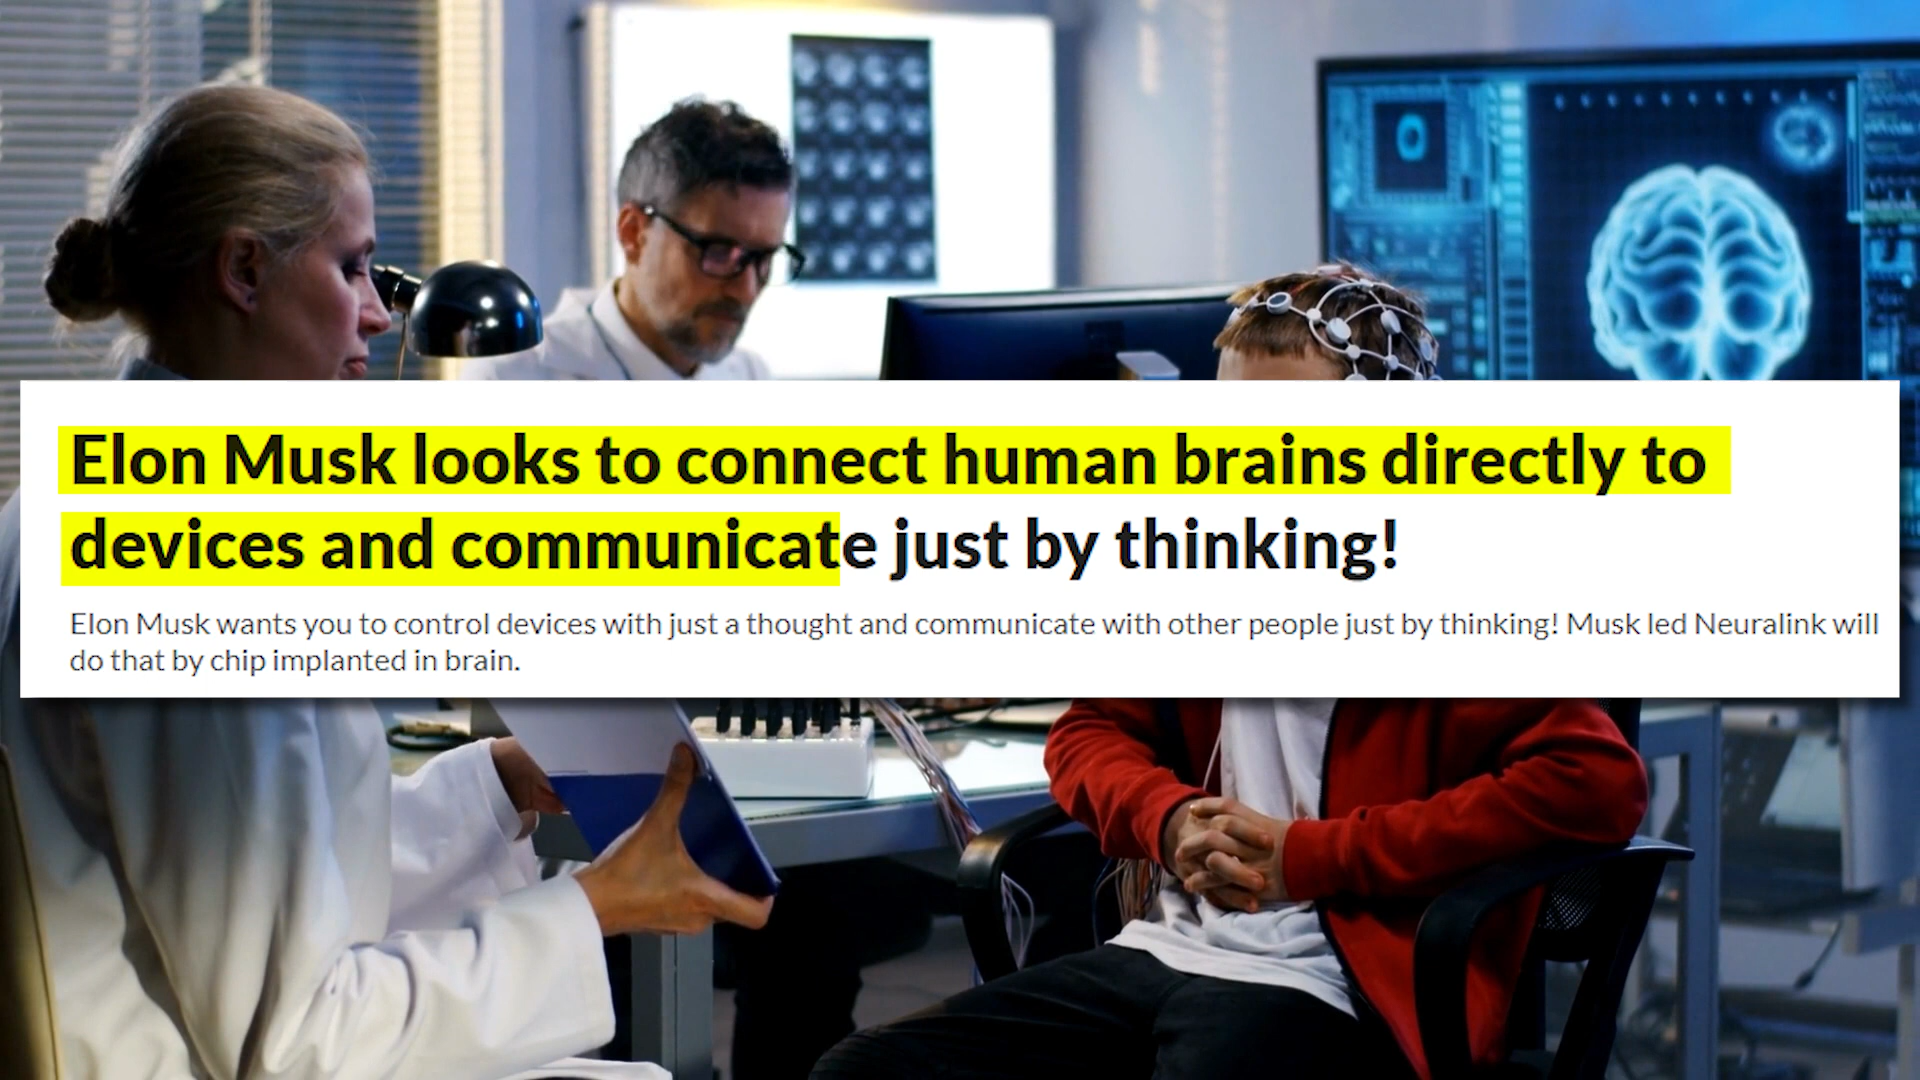 Elon Musk looks to connect human brains directly to
devices and communicate just by thinking!
Elon Musk wants you to control devices with just a thought and communicate with other people just by thinking! Musk led Neuralink will
do that by chip implanted in brain.